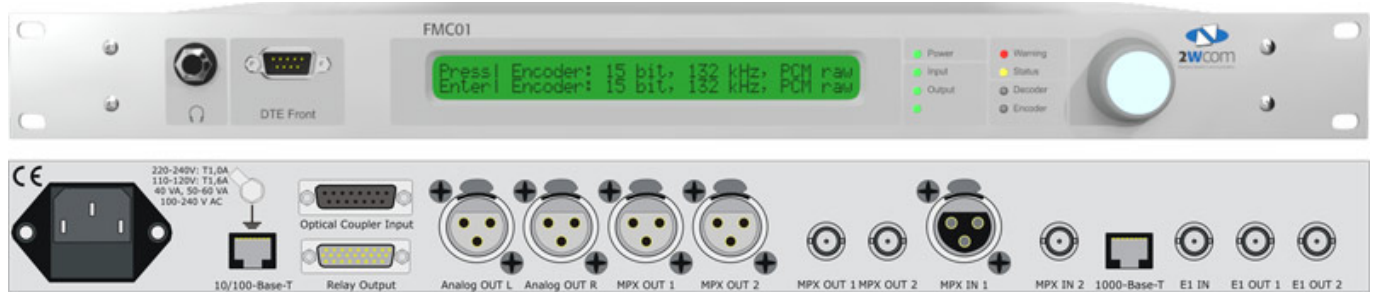 FMC01
Press| Encoder: 15 bit, 132 kHz, PCM raw
Enter| Encoder: 15 bit, 132 kHz, PCM raw
DTE Front
Power
Input
Output
Warning
Status
Decoder
Encoder
2wcom
CE
220-240V: T1,0A
110-120V: T1,6A
40 VA, 50-60 VA
100-240 V AC
10/100-Base-T
Optical Coupler Input
Relay Output
Analog OUT L
Analog OUT R
MPX OUT 1
MPX OUT 2
MPX OUT 1
MPX OUT 2
MPX IN 1
MPX IN 2
1000-Base-T
E1 IN
E1 OUT 1
E1 OUT 2